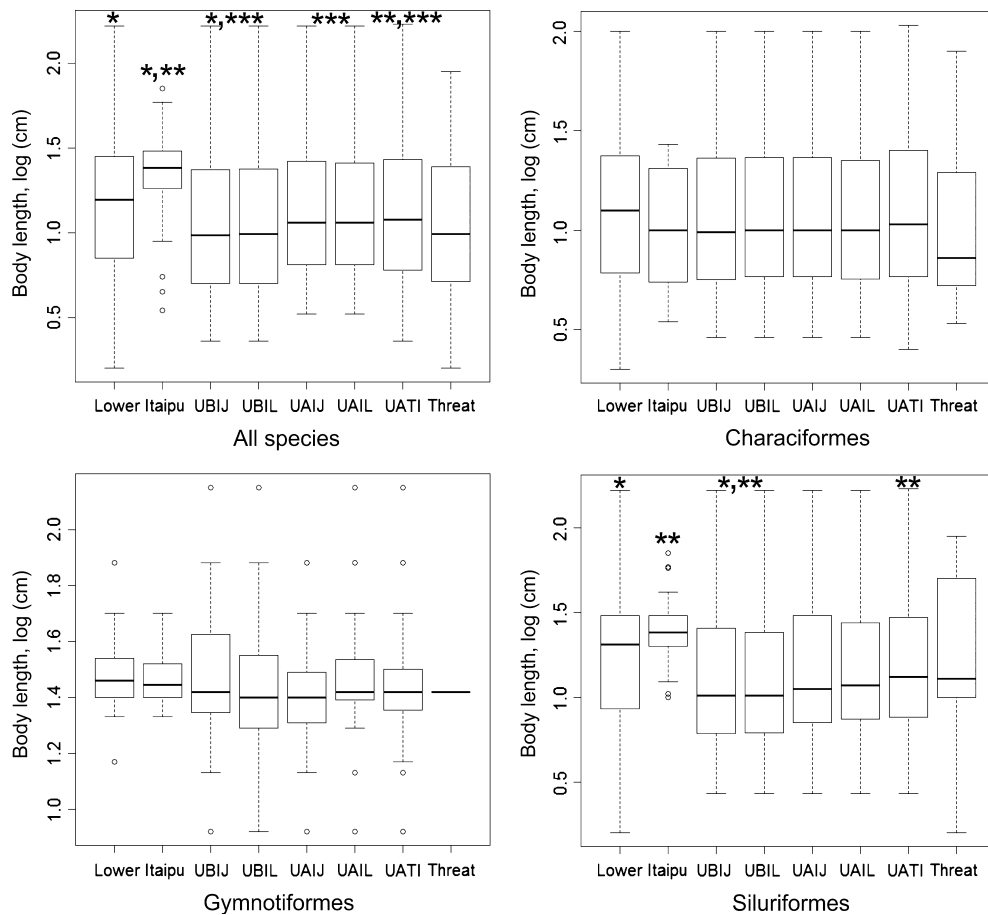 * *,*** *** **,***
*,**
Body length, log (cm)
2.0
1.5
1.0
0.5
Lower Itaipu UBIJ UBIL UAIJ UAIL UATI Threat
All species
Body length, log (cm)
2.0
1.5
1.0
0.5
Lower Itaipu UBIJ UBIL UAIJ UAIL UATI Threat
Characiformes
Body length, log (cm)
2.0
1.8
1.6
1.4
1.2
1.0
Lower Itaipu UBIJ UBIL UAIJ UAIL UATI Threat
Gymnotiformes
* *,** **
**
Body length, log (cm)
2.0
1.5
1.0
0.5
Lower Itaipu UBIJ UBIL UAIJ UAIL UATI Threat
Siluriformes